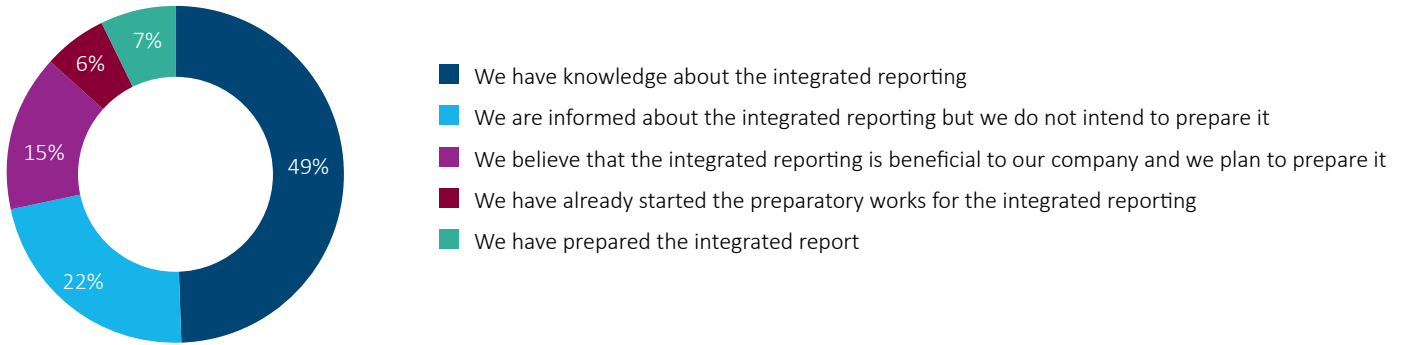 7%
6%
15%
49%
22%
We have knowledge about the integrated reporting
We are informed about the integrated reporting but we do not intend to prepare it
We believe that the integrated reporting is beneficial to our company and we plan to prepare it
We have already started the preparatory works for the integrated reporting
We have prepared the integrated report